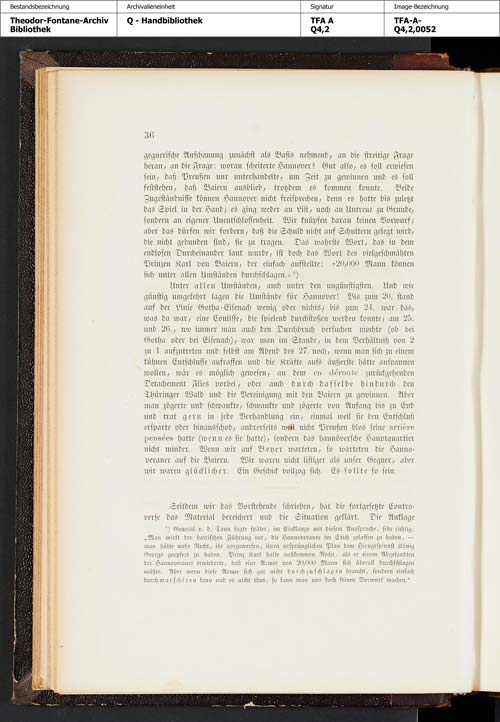 Bestandsbezeichnung Archivalieneinheit Signatur Image-Bezeichnung
Theodor-Fontane-Archiv Q - Handbibliothek TFA A TFA-A-
Bibliothek Q4,2 Q4,2,0052
36
gegnerische Anschauung zunächst als Basis nehmend, an die streitige Frage
heran, an die Frage: woran scheiterte Hannover? Gut also, es soll erwiesen
sein, daß Preußen nur unterhandelte, um Zeit zu gewinnen und es soll
feststehen, daß Baiern ausblieb, trotzdem es kommen konnte. Beide
Zugeständnisse können Hannover nicht freisprechen, denn es hatte bis zuletzt
das Spiel in der Hand; es ging weder an List, noch an Untreue zu Grunde,
sondern an eigener Unentschlossenheit. Wir knüpfen daran keinen Vorwurf;
aber das dürfen wir fordern, daß die Schuld nicht auf Schultern gelegt wird,
die nicht gebunden sind, sie zu tragen. Das wahrste Wort, das in dem
endlosen Durcheinander laut wurde, ist doch das Wort des vielgeschmähten
Prinzen Karl von Baiern, der einfach aufstellte: »20,000 Mann können
sich unter allen Umständen durchschlagen.« *)
Unter allen Umständen, auch unter den ungünstigsten. Und wie
günstig umgekehrt lagen die Umstände für Hannover! Bis zum 20. stand
auf der Linie Gotha-Eisenach wenig oder nichts; bis zum 24. war das,
was da war, eine Coulisse, die spielend durchstoßen werden konnte; am 25.
und 26., wo immer man auch den Durchbruch versuchen mochte (ob bei
Gotha oder bei Eisenach), war man im Stande, in dem Verhältniß von 2
zu 1 aufzutreten und selbst am Abend des 27. noch, wenn man sich zu einem
kühnen Entschlusse aufraffen und die Kräfte aufs äußerste hätte anspannen
wollen, wär es möglich gewesen, an dem en déroute zurückgehenden
Detachement Flies vorbei, oder auch durch dasselbe hindurch den
Thüringer Wald und die Vereinigung mit den Baiern zu gewinnen. Aber
man zögerte und schwankte, schwankte und zögerte von Anfang bis zu End
und trat gern in jede Verhandlung ein, einmal weil sie den Entschluß
ersparte oder hinausschob, anderseits weil nicht Preußen blos seine arrière
pensées hatte (wenn es sie hatte), sondern das hannöversche Hauptquartier
nicht minder. Wenn wir auf Beyer warteten, so warteten die Hanno-
veraner auf die Baiern. Wir waren nicht listiger als unser Gegner, aber
wir waren glücklicher. Ein Geschick vollzog sich. Es sollte so sein.
Seitdem wir das Vorstehende schrieben, hat die fortgesetzte Contro-
verse das Material bereichert und die Situation geklärt. Die Anklage
*) General v. d. Tann sagte später, im Einklange mit diesem Ausspruche, sehr richtig:
„Man wirft der bairischen Führung vor, die Hannoveraner im Stich gelassen zu haben, —
man hätte mehr Recht, ihr vorzuwerfen, ihren ursprünglichen Plan dem Hirngespinnst König
Georgs geopfert zu haben. Prinz Karl hatte vollkommen Recht, als er einem Abgesandten
der Hannoveraner erwiederte, daß eine Armee von 20,000 Mann sich überall durchschlagen
müßte. Aber wenn diese Armee sich gar nicht durchzuschlagen braucht, sondern einfach
durchmarschiren kann und es nicht thut, so kann man uns doch keinen Vorwurf machen.“